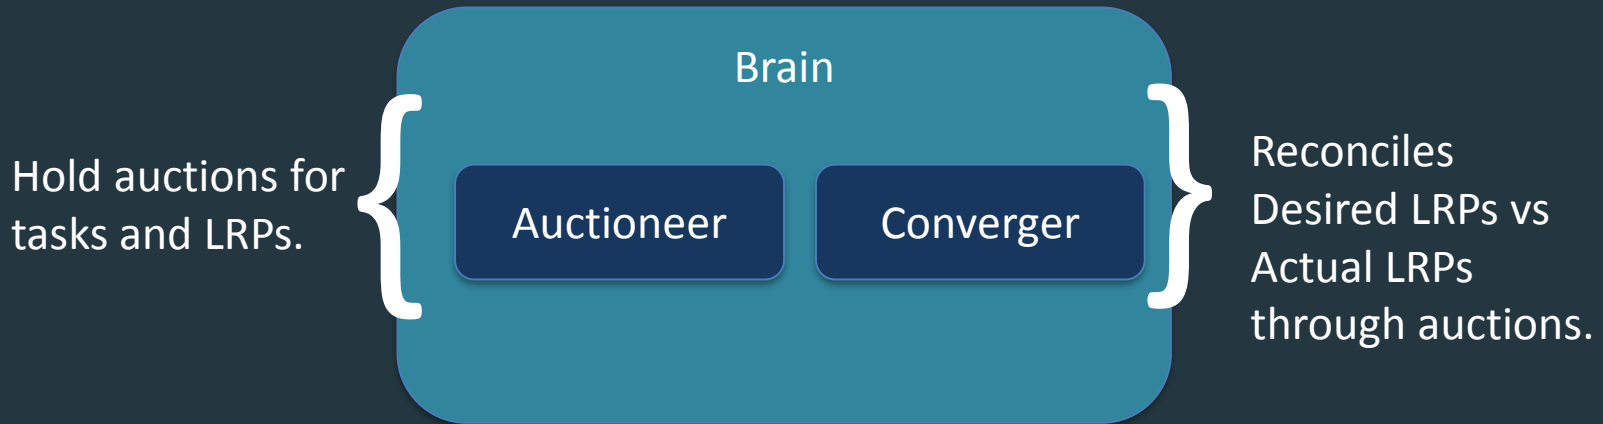 Brain
Hold auctions for
tasks and LRPs.
Auctioneer
Converger
Reconciles
Desired LRPs vs
Actual LRPs
through auctions.